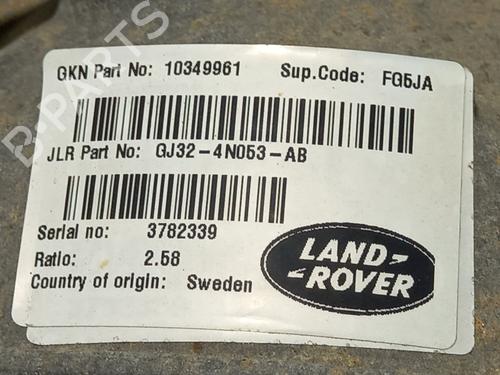 GKN Part No: 10349961 Sup.Code: FG5JA
JLR Part No: GJ32-4N053-AB
Serial no: 3782339
Ratio: 2.58
Country of origin: Sweden
LAND-
-ROVER
B-PARTS